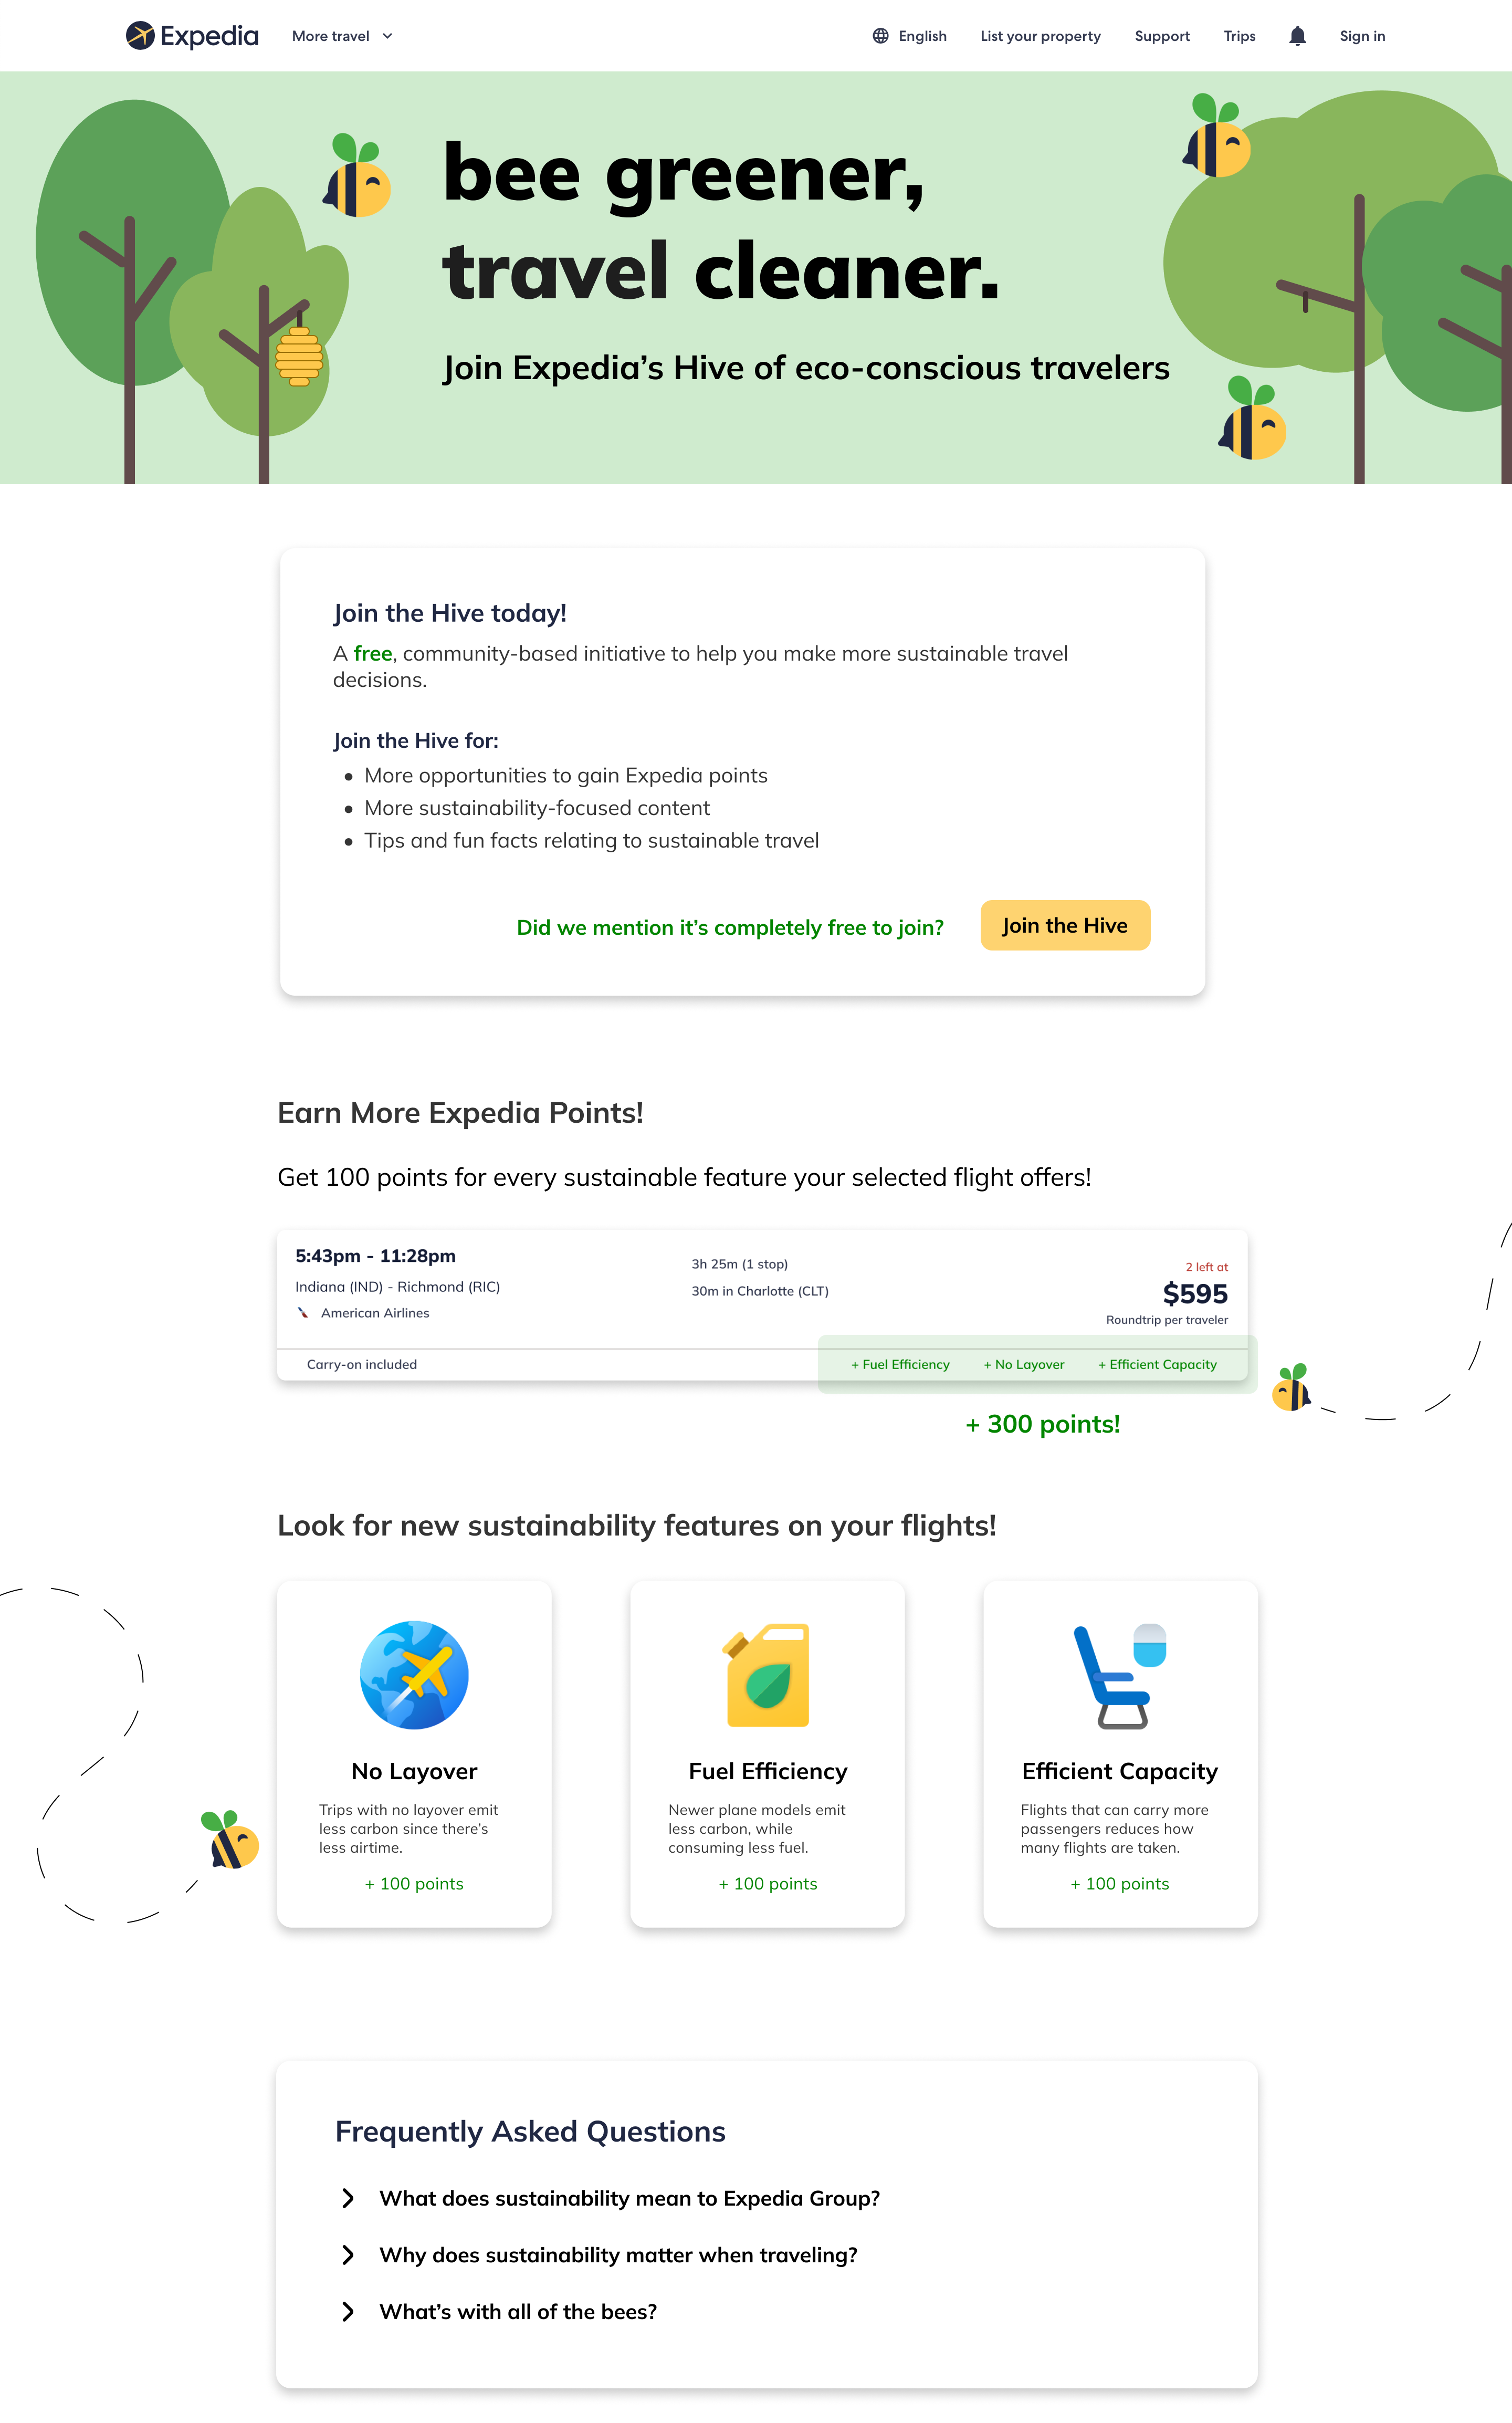 Expedia
More travel
English
List your property
Support
Trips
Sign in
bee greener,
travel cleaner.
Join Expedia’s Hive of eco-conscious travelers
Join the Hive today!
A free, community-based initiative to help you make more sustainable travel
decisions.
Join the Hive for:
• More opportunities to gain Expedia points
• More sustainability-focused content
• Tips and fun facts relating to sustainable travel
Did we mention it’s completely free to join?
Join the Hive
Earn More Expedia Points!
Get 100 points for every sustainable feature your selected flight offers!
5:43pm - 11:28pm
Indiana (IND) - Richmond (RIC)
American Airlines
3h 25m (1 stop)
30m in Charlotte (CLT)
2 left at
$595
Roundtrip per traveler
Carry-on included
+ Fuel Efficiency
+ No Layover
+ Efficient Capacity
+ 300 points!
Look for new sustainability features on your flights!
No Layover
Trips with no layover emit
less carbon since there’s
less airtime.
+ 100 points
Fuel Efficiency
Newer plane models emit
less carbon, while
consuming less fuel.
+ 100 points
Efficient Capacity
Flights that can carry more
passengers reduces how
many flights are taken.
+ 100 points
Frequently Asked Questions
What does sustainability mean to Expedia Group?
Why does sustainability matter when traveling?
What’s with all of the bees?